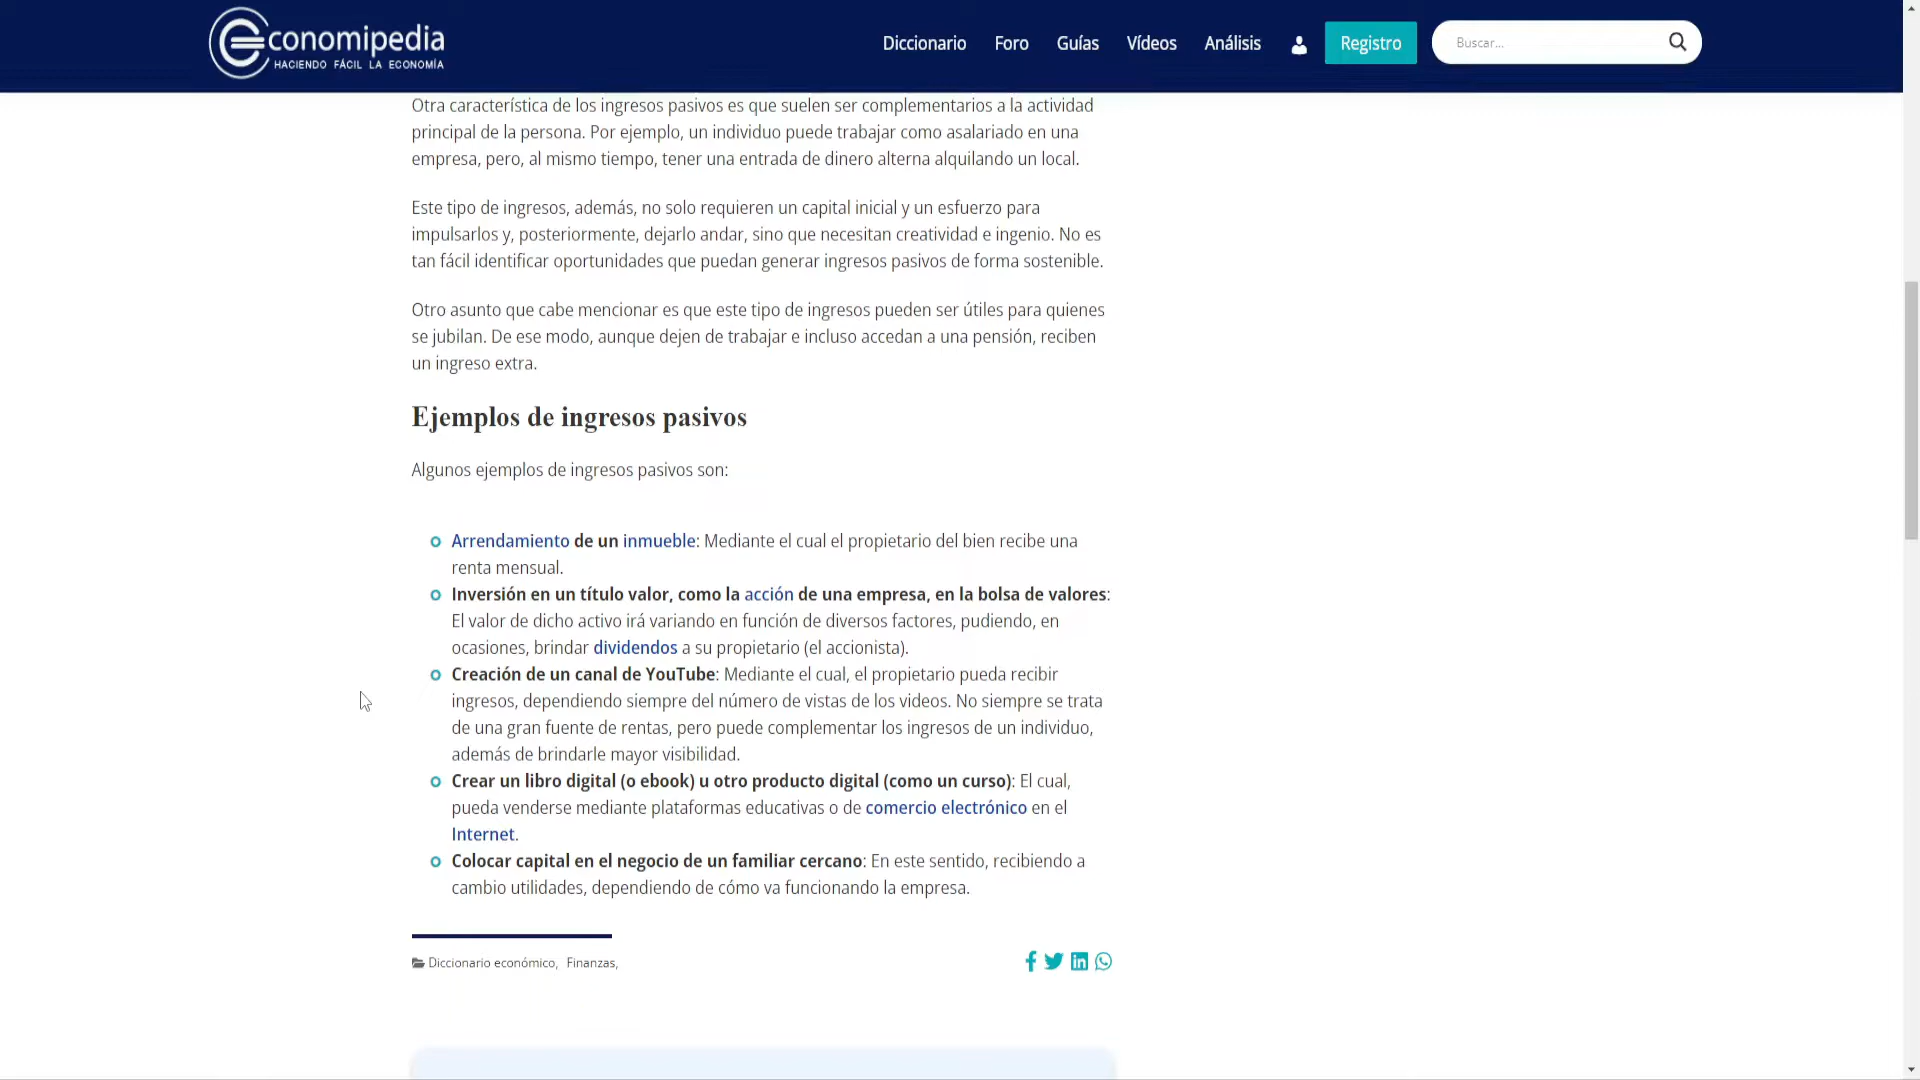 Economipedia
HACIENDO FÁCIL LA ECONOMÍA
Diccionario
Foro
Guías
Vídeos
Análisis
Registro
Buscar...
Otra característica de los ingresos pasivos es que suelen ser complementarios a la actividad
principal de la persona. Por ejemplo, un individuo puede trabajar como asalariado en una
empresa, pero, al mismo tiempo, tener una entrada de dinero alterna alquilando un local.
Este tipo de ingresos, además, no solo requieren un capital inicial y un esfuerzo para
impulsarlos y, posteriormente, dejarlo andar, sino que necesitan creatividad e ingenio. No es
tan fácil identificar oportunidades que puedan generar ingresos pasivos de forma sostenible.
Otro asunto que cabe mencionar es que este tipo de ingresos pueden ser útiles para quienes
se jubilan. De ese modo, aunque dejen de trabajar e incluso accedan a una pensión, reciben
un ingreso extra.
Ejemplos de ingresos pasivos
Algunos ejemplos de ingresos pasivos son:
Arrendamiento de un inmueble: Mediante el cual el propietario del bien recibe una
renta mensual.
Inversión en un título valor, como la acción de una empresa, en la bolsa de valores:
El valor de dicho activo irá variando en función de diversos factores, pudiendo, en
ocasiones, brindar dividendos a su propietario (el accionista).
Creación de un canal de YouTube: Mediante el cual, el propietario pueda recibir
ingresos, dependiendo siempre del número de vistas de los videos. No siempre se trata
de una gran fuente de rentas, pero puede complementar los ingresos de un individuo,
además de brindarle mayor visibilidad.
Crear un libro digital (o ebook) u otro producto digital (como un curso): El cual,
pueda venderse mediante plataformas educativas o de comercio electrónico en el
Internet.
Colocar capital en el negocio de un familiar cercano: En este sentido, recibiendo a
cambio utilidades, dependiendo de cómo va funcionando la empresa.
Diccionario económico, Finanzas,